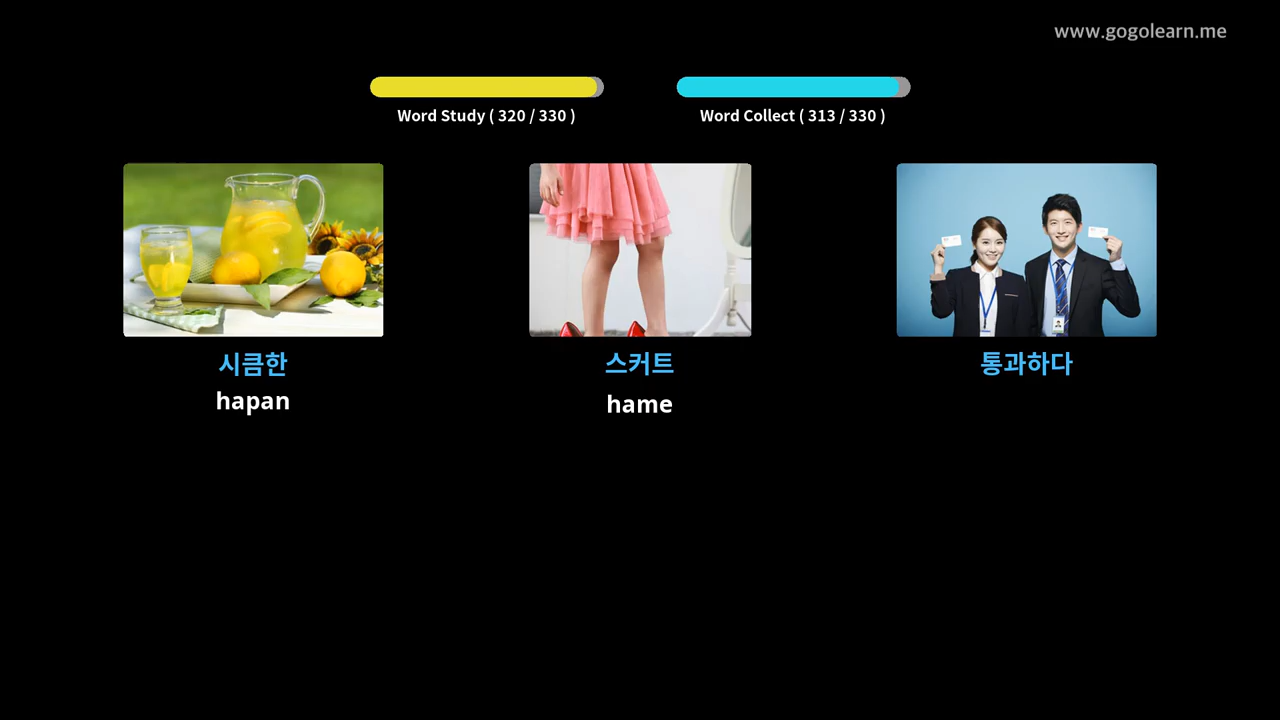 www.gogolearn.me
Word Study ( 320 / 330 )
Word Collect ( 313 / 330 )
시큼한
스커트
통과하다
hapan
hame